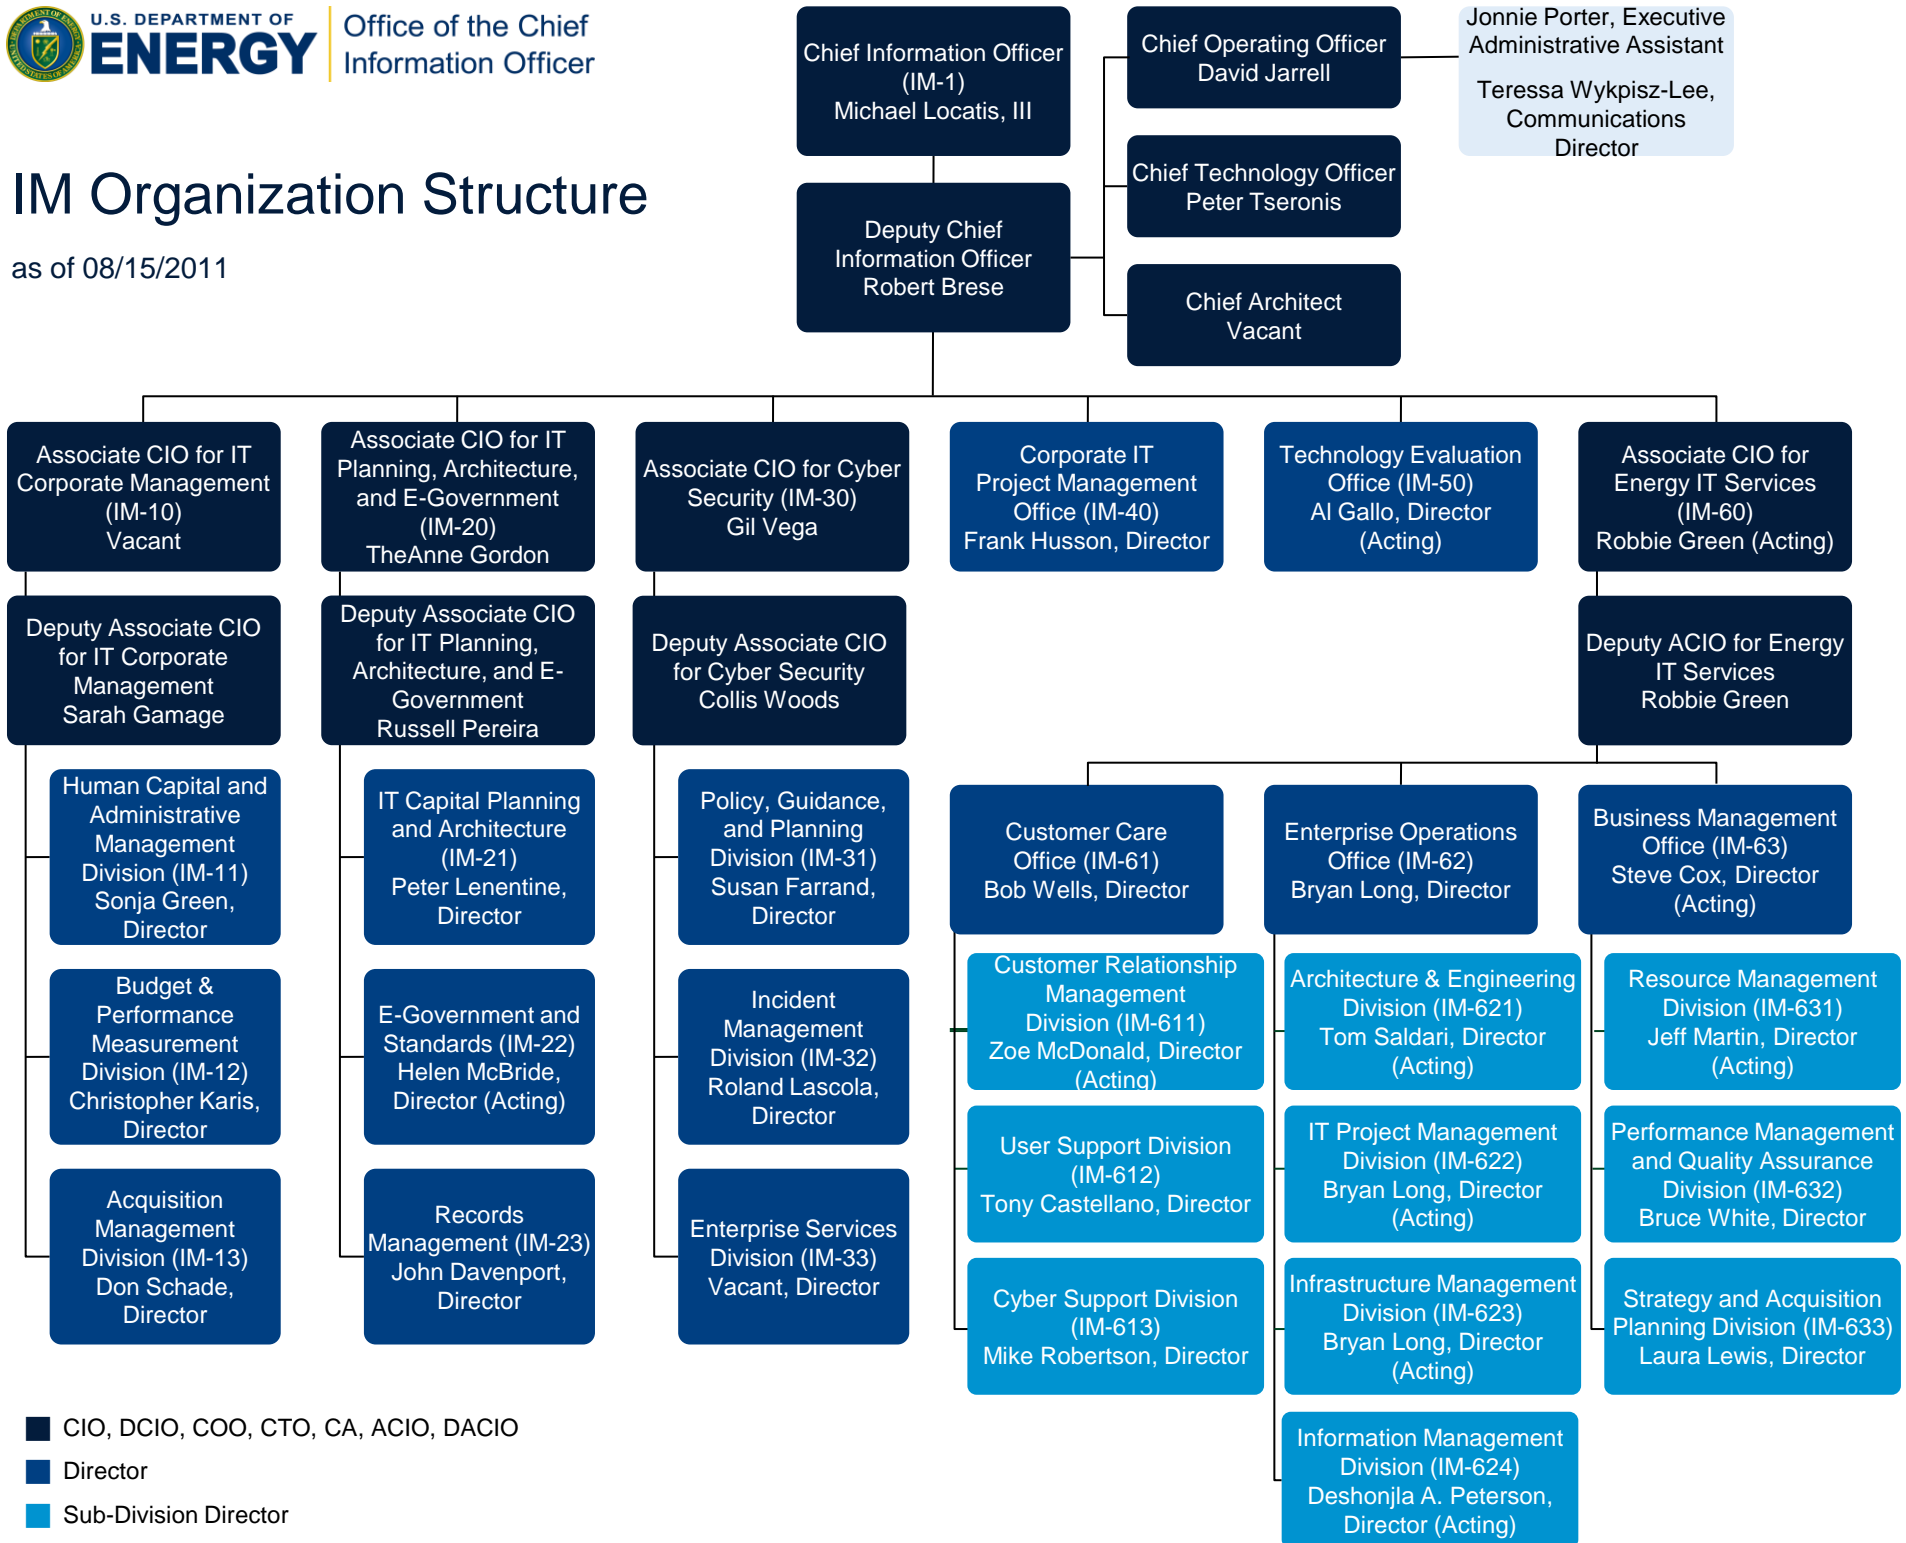 U.S. DEPARTMENT OF
ENERGY
Office of the Chief
Information Officer
IM Organization Structure
as of 08/15/2011
Chief Information Officer
(IM-1)
Michael Locatis, III
Deputy Chief
Information Officer
Robert Brese
Chief Operating Officer
David Jarrell
Jonnie Porter, Executive
Administrative Assistant
Teressa Wykpisz-Lee,
Communications
Director
Chief Technology Officer
Peter Tseronis
Chief Architect
Vacant
Associate CIO for IT
Corporate Management
(IM-10)
Vacant
Associate CIO for IT
Planning, Architecture,
and E-Government
(IM-20)
TheAnne Gordon
Associate CIO for Cyber
Security (IM-30)
Gil Vega
Corporate IT
Project Management
Office (IM-40)
Frank Husson, Director
Technology Evaluation
Office (IM-50)
Al Gallo, Director
(Acting)
Associate CIO for
Energy IT Services
(IM-60)
Robbie Green (Acting)
Deputy Associate CIO
for IT Corporate
Management
Sarah Gamage
Deputy Associate CIO
for IT Planning,
Architecture, and E-
Government
Russell Pereira
Deputy Associate CIO
for Cyber Security
Collis Woods
Deputy ACIO for Energy
IT Services
Robbie Green
Human Capital and
Administrative
Management
Division (IM-11)
Sonja Green,
Director
IT Capital Planning
and Architecture
(IM-21)
Peter Lenentine,
Director
Policy, Guidance,
and Planning
Division (IM-31)
Susan Farrand,
Director
Customer Care
Office (IM-61)
Bob Wells, Director
Enterprise Operations
Office (IM-62)
Bryan Long, Director
Business Management
Office (IM-63)
Steve Cox, Director
(Acting)
Budget &
Performance
Measurement
Division (IM-12)
Christopher Karis,
Director
E-Government and
Standards (IM-22)
Helen McBride,
Director (Acting)
Incident
Management
Division (IM-32)
Roland Lascola,
Director
Customer Relationship
Management
Division (IM-611)
Zoe McDonald, Director
(Acting)
Architecture & Engineering
Division (IM-621)
Tom Saldari, Director
(Acting)
Resource Management
Division (IM-631)
Jeff Martin, Director
(Acting)
User Support Division
(IM-612)
Tony Castellano, Director
IT Project Management
Division (IM-622)
Bryan Long, Director
(Acting)
Performance Management
and Quality Assurance
Division (IM-632)
Bruce White, Director
Acquisition
Management
Division (IM-13)
Don Schade,
Director
Records
Management (IM-23)
John Davenport,
Director
Enterprise Services
Division (IM-33)
Vacant, Director
Cyber Support Division
(IM-613)
Mike Robertson, Director
Infrastructure Management
Division (IM-623)
Bryan Long, Director
(Acting)
Strategy and Acquisition
Planning Division (IM-633)
Laura Lewis, Director
Information Management
Division (IM-624)
Deshonjla A. Peterson,
Director (Acting)
CIO, DCIO, COO, CTO, CA, ACIO, DACIO
Director
Sub-Division Director